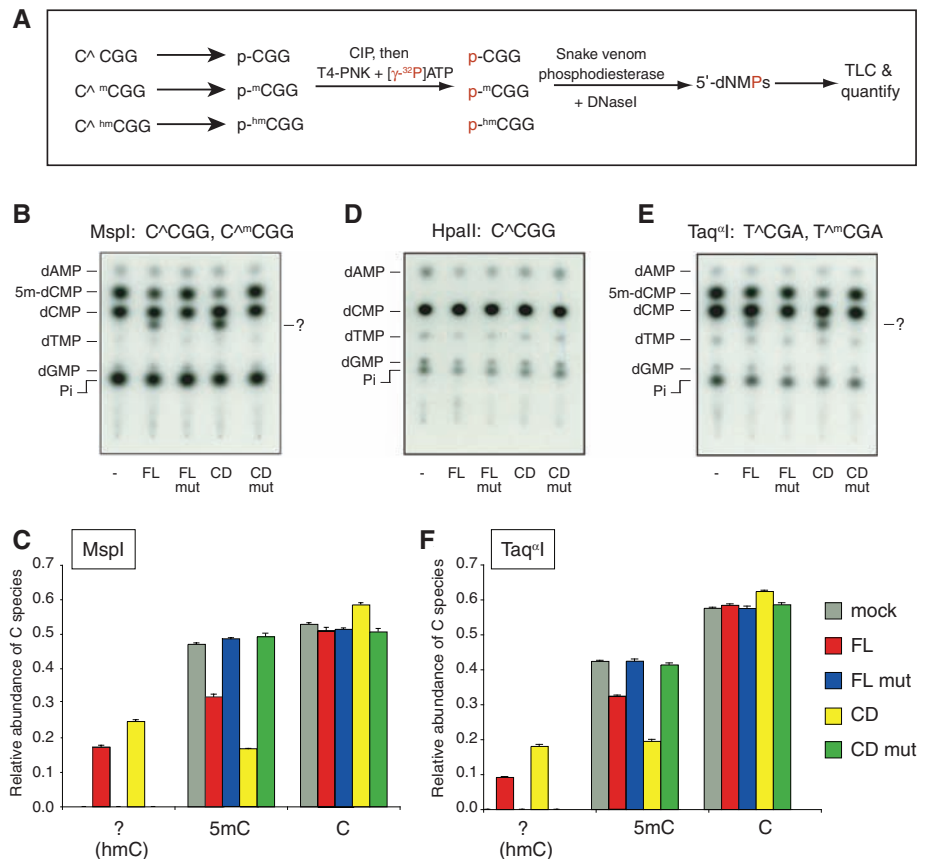 A
C^ CGG → p-CGG
C^ ᵐCGG → p-ᵐCGG
C^ ʰᵐCGG → p-ʰᵐCGG
CIP, then
T4-PNK + [γ-³²P]ATP
p-CGG
p-ᵐCGG
p-ʰᵐCGG
Snake venom
phosphodiesterase
+ DNaseI
5'-dNMPs
TLC &
quantify
B
MspI: C^CGG, C^ᵐCGG
dAMP
5m-dCMP
dCMP
dTMP
dGMP
Pi
?
- FL FL mut CD CD mut
D
HpaII: C^CGG
dAMP
dCMP
dTMP
dGMP
Pi
- FL FL mut CD CD mut
E
TaqᵅI: T^CGA, T^ᵐCGA
dAMP
5m-dCMP
dCMP
dTMP
dGMP
Pi
?
- FL FL mut CD CD mut
C
MspI
Relative abundance of C species
0.7
0.6
0.5
0.4
0.3
0.2
0.1
0.0
?
(hmC)
5mC
C
F
TaqᵅI
Relative abundance of C species
0.7
0.6
0.5
0.4
0.3
0.2
0.1
0.0
?
(hmC)
5mC
C
mock
FL
FL mut
CD
CD mut